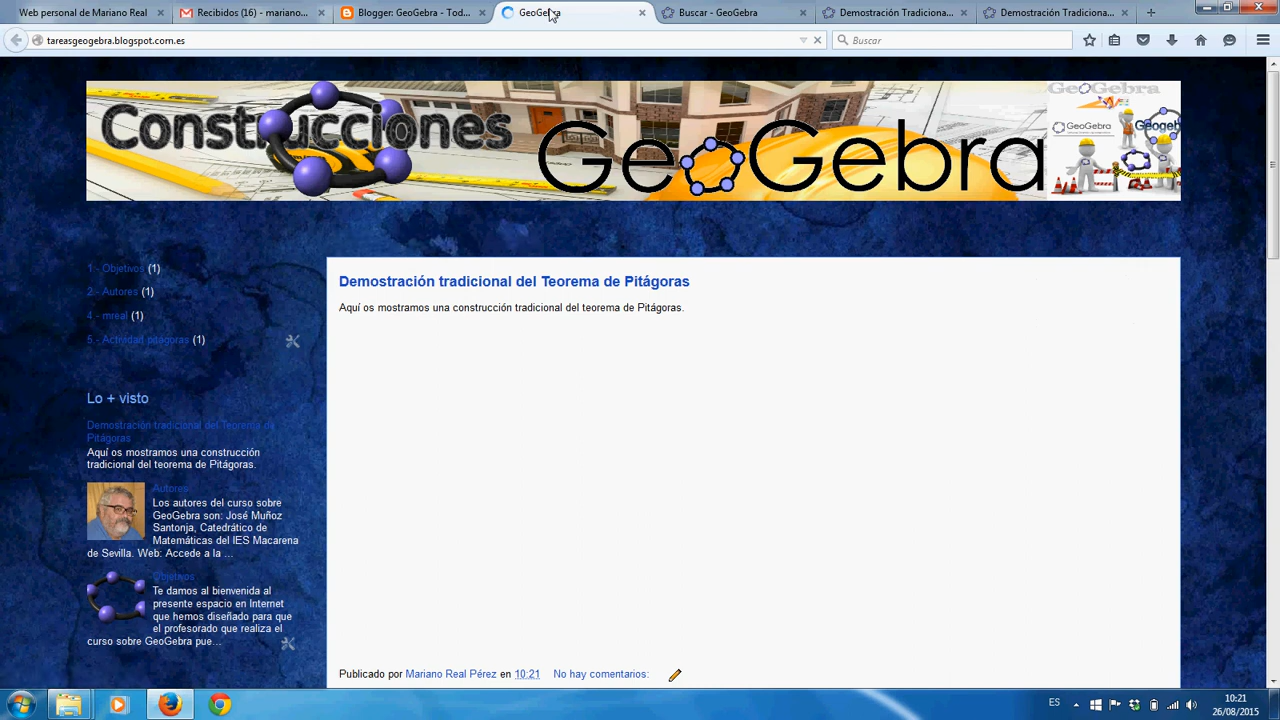 Web personal de Mariano Real
Recibidos (16) - mariano...
Blogger: GeoGebra - Tod...
GeoGebra
Buscar - GeoGebra
Demostración Tradiciona...
Demostración Tradiciona...
tareasgeogebra.blogspot.com.es
Buscar
Construcciones
GeoGebra
GeoGebra
GeoGebra
1.- Objetivos (1)
2.- Autores (1)
4.- mreal (1)
5.- Actividad pitágoras (1)
Lo + visto
Demostración tradicional del Teorema de
Pitágoras
Aquí os mostramos una construcción
tradicional del teorema de Pitágoras.
Autores
Los autores del curso sobre
GeoGebra son: José Muñoz
Santonja, Catedrático de
Matemáticas del IES Macarena
de Sevilla. Web: Accede a la ...
Objetivos
Te damos al bienvenida al
presente espacio en Internet
que hemos diseñado para que
el profesorado que realiza el
curso sobre GeoGebra pue...
Demostración tradicional del Teorema de Pitágoras
Aquí os mostramos una construcción tradicional del teorema de Pitágoras.
Publicado por Mariano Real Pérez en 10:21 No hay comentarios:
ES
10:21
26/08/2015